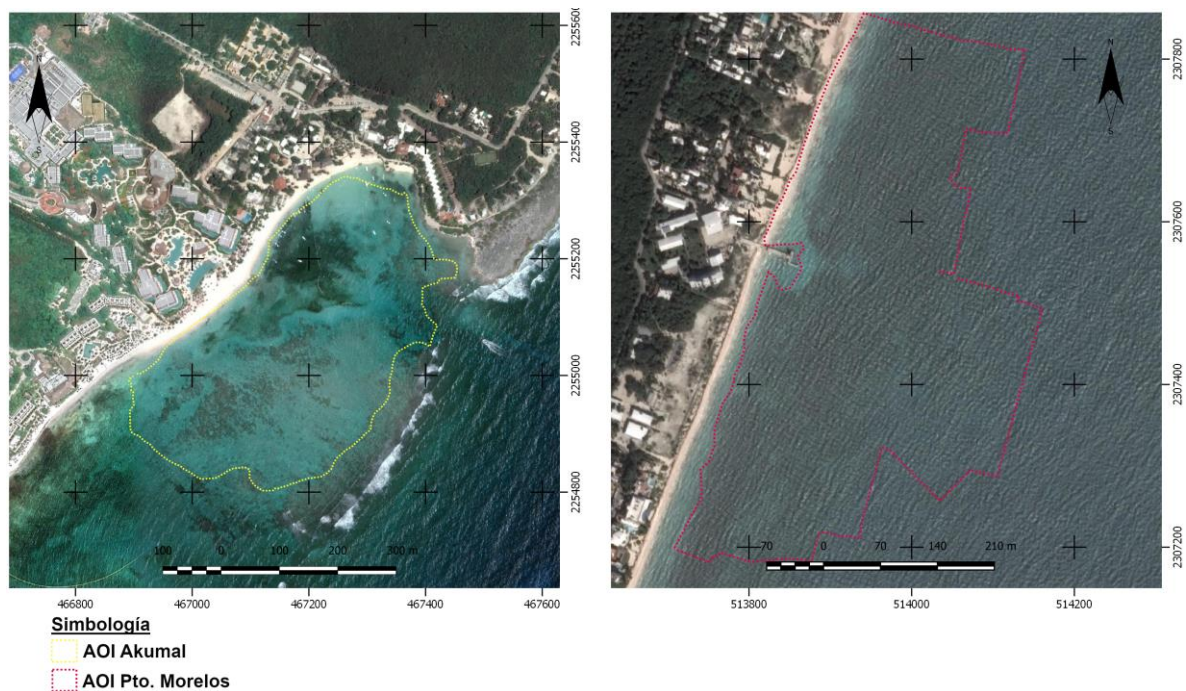 N
S
2255600
2255400
2255200
2255000
2254800
100 0 100 200 300 m
466800 467000 467200 467400 467600
N
S
2307800
2307600
2307400
2307200
70 0 70 140 210 m
513800 514000 514200
Simbología
AOI Akumal
AOI Pto. Morelos